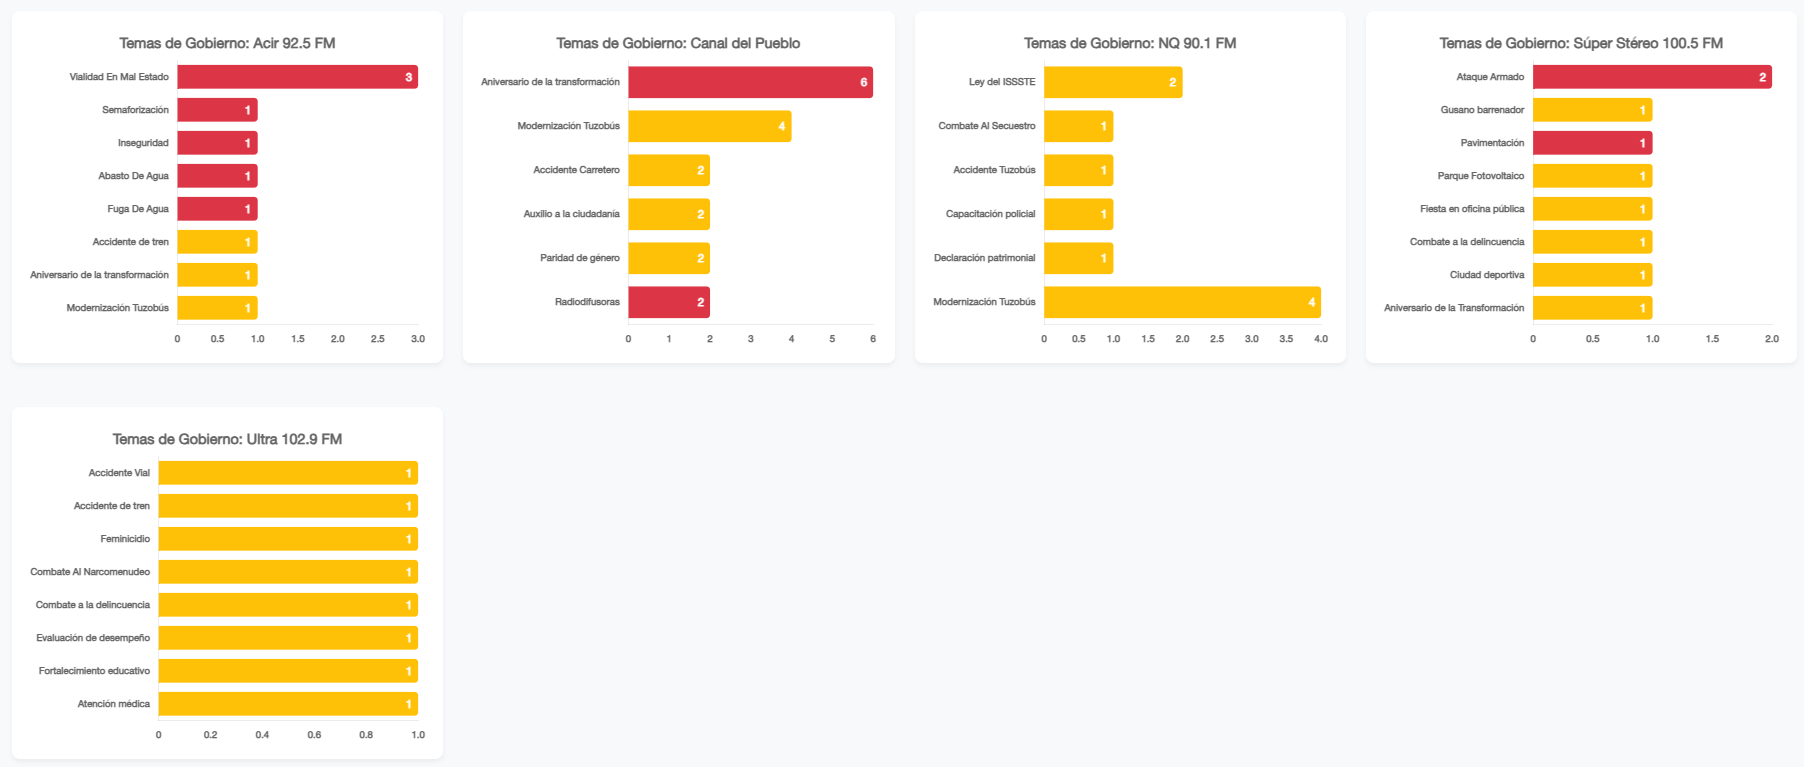 Temas de Gobierno: Acir 92.5 FM
Vialidad En Mal Estado 3
Semaforización 1
Inseguridad 1
Abasto De Agua 1
Fuga De Agua 1
Accidente de tren 1
Aniversario de la transformación 1
Modernización Tuzobús 1
0 0.5 1.0 1.5 2.0 2.5 3.0
Temas de Gobierno: Canal del Pueblo
Aniversario de la transformación 6
Modernización Tuzobús 4
Accidente Carretero 2
Auxilio a la ciudadanía 2
Paridad de género 2
Radiodifusoras 2
0 1 2 3 4 5 6
Temas de Gobierno: NQ 90.1 FM
Ley del ISSSTE 2
Combate Al Secuestro 1
Accidente Tuzobús 1
Capacitación policial 1
Declaración patrimonial 1
Modernización Tuzobús 4
0 0.5 1.0 1.5 2.0 2.5 3.0 3.5 4.0
Temas de Gobierno: Súper Stéreo 100.5 FM
Ataque Armado 2
Gusano barrenador 1
Pavimentación 1
Parque Fotovoltaico 1
Fiesta en oficina pública 1
Combate a la delincuencia 1
Ciudad deportiva 1
Aniversario de la Transformación 1
0 0.5 1.0 1.5 2.0
Temas de Gobierno: Ultra 102.9 FM
Accidente Vial 1
Accidente de tren 1
Feminicidio 1
Combate Al Narcomenudeo 1
Combate a la delincuencia 1
Evaluación de desempeño 1
Fortalecimiento educativo 1
Atención médica 1
0 0.2 0.4 0.6 0.8 1.0